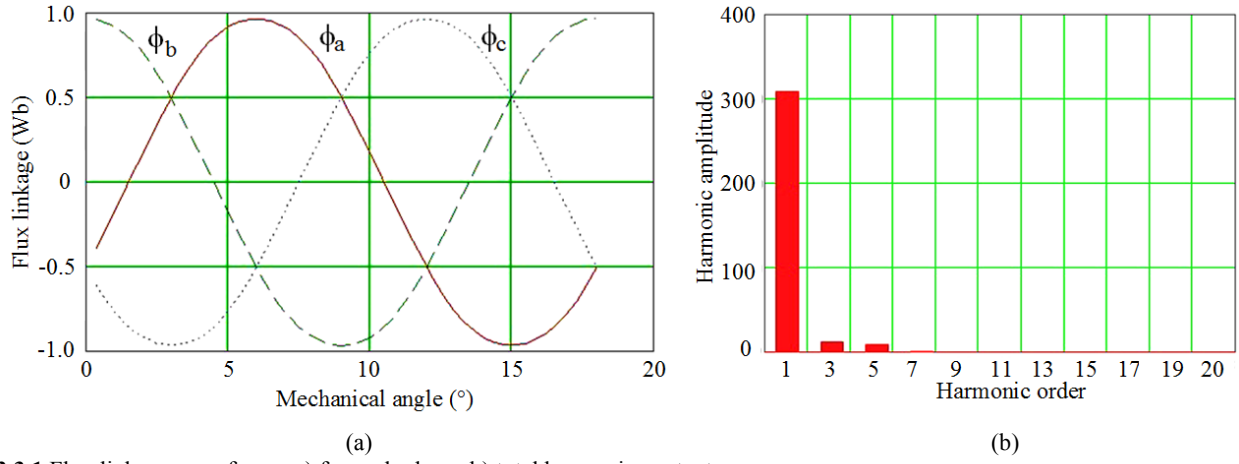 400
300
200
100
0
Harmonic amplitude
1 3 5 7 9 11 13 15 17 19 20
Harmonic order
(b)
1.0
0.5
0
-0.5
-1.0
Flux linkage (Wb)
ϕb
ϕa
ϕc
0 5 10 15 20
Mechanical angle (°)
(a)